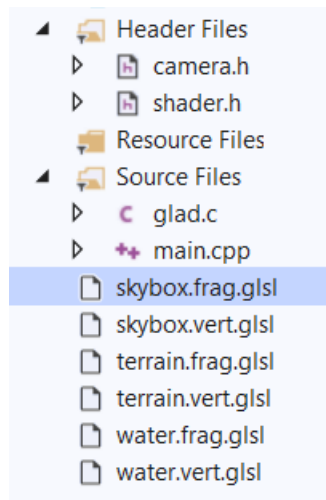 Header Files
camera.h
shader.h
Resource Files
Source Files
glad.c
main.cpp
skybox.frag.glsl
skybox.vert.glsl
terrain.frag.glsl
terrain.vert.glsl
water.frag.glsl
water.vert.glsl